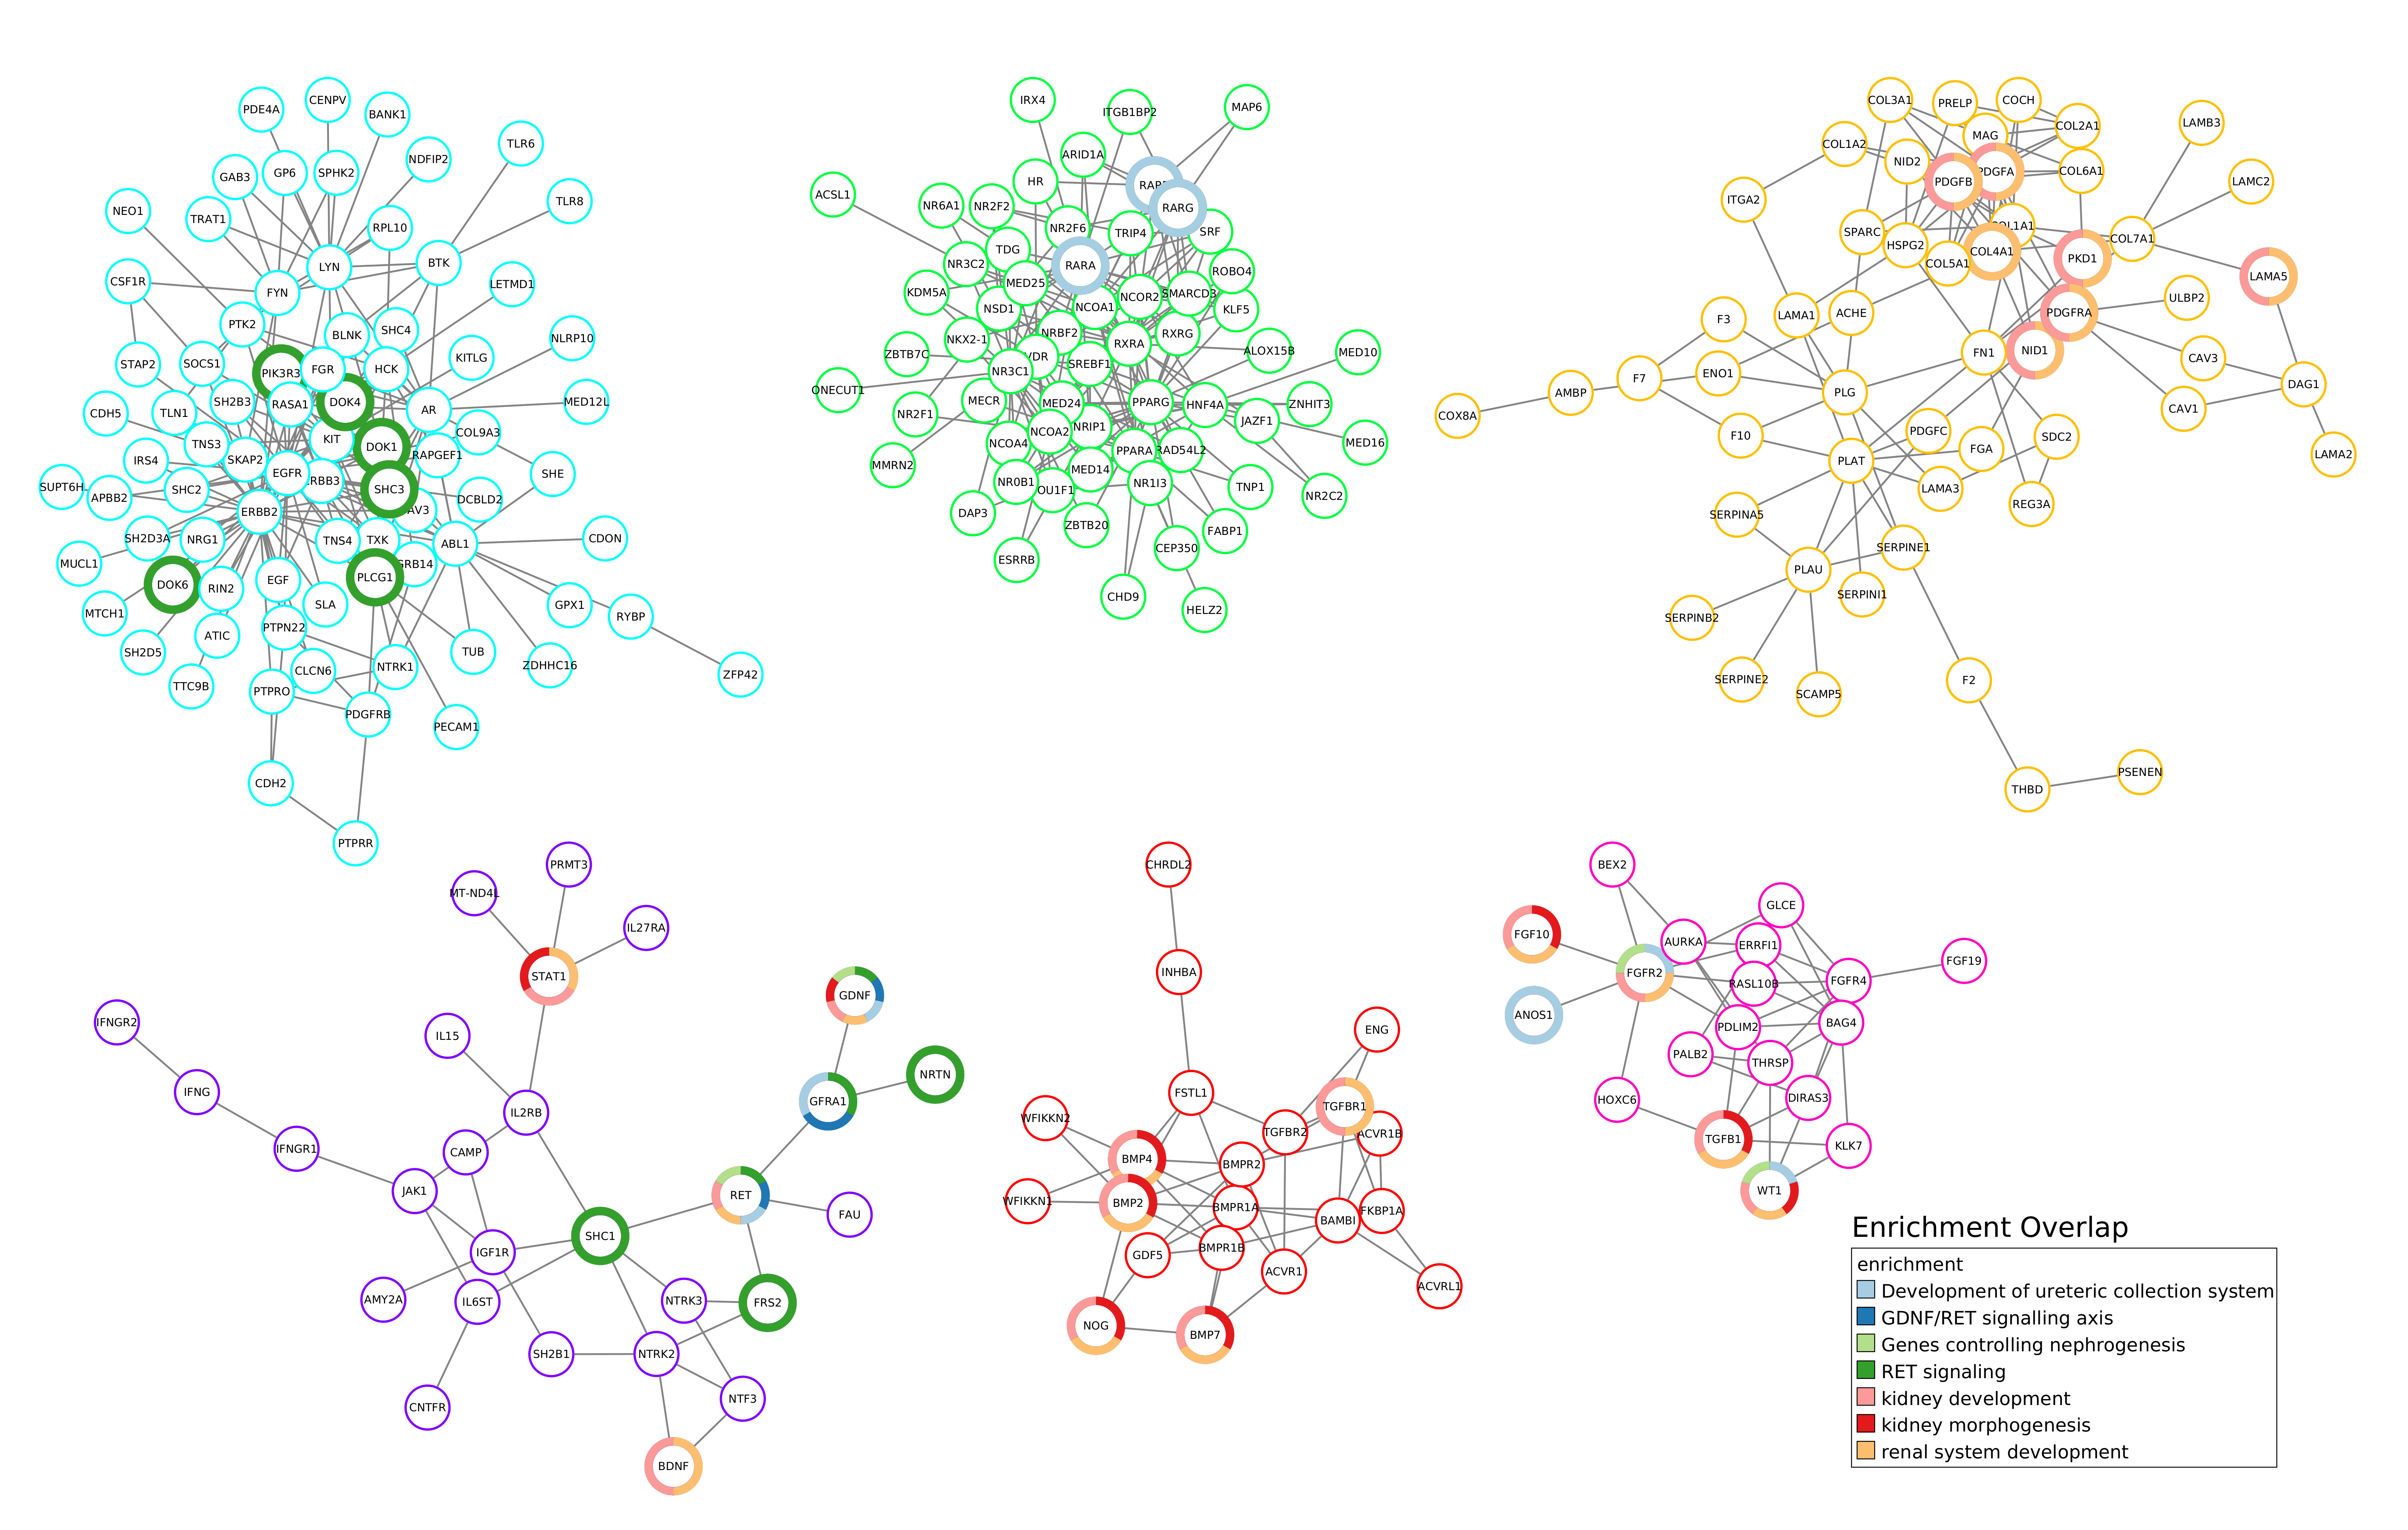 CENPV
PDE4A
BANK1
TLR6
NDFIP2
GP6
SPHK2
GAB3
TLR8
NEO1
TRAT1
RPL10
LYN
BTK
CSF1R
FYN
LETMD1
PTK2
BLNK
SHC4
NLRP10
STAP2
SOCS1
KITLG
PIK3R3
FGR
HCK
SH2B3
RASA1
DOK4
AR
MED12L
CDH5
TLN1
COL9A3
TNS3
KIT
DOK1
RAPGEF1
IRS4
SKAP2
EGFR
SHE
SUPT6H
APBB2
SHC2
RBB3
SHC3
DCBLD2
ERBB2
AV3
SH2D3A
NRG1
TNS4
TXK
ABL1
CDON
MUCL1
DOK6
RIN2
EGF
PLCG1
GRB14
MTCH1
SLA
GPX1
RYBP
ATIC
PTPN22
SH2D5
TUB
ZDHHC16
CLCN6
NTRK1
ZFP42
TTC9B
PTPRO
PDGFRB
PECAM1
CDH2
PTPRR
IRX4
ITGB1BP2
MAP6
ARID1A
HR
RAR
ACSL1
NR6A1
NR2F2
RARG
NR2F6
TRIP4
SRF
TDG
NR3C2
RARA
ROBO4
KDM5A
MED25
NSD1
NCOA1
NCOR2
SMARCD3
KLF5
NKX2-1
NRBF2
RXRG
ZBTB7C
VDR
RXRA
ALOX15B
MED10
NR3C1
SREBF1
ONECUT1
MECR
MED24
PPARG
HNF4A
ZNHIT3
NR2F1
NCOA2
NRIP1
JAZF1
NCOA4
PPARA
RAD54L2
MED16
MMRN2
MED14
NR0B1
OU1F1
NR1I3
TNP1
NR2C2
DAP3
ZBTB20
FABP1
ESRRB
CEP350
CHD9
HELZ2
COL3A1
PRELP
COCH
LAMB3
COL1A2
MAG
COL2A1
NID2
COL6A1
PDGFB
PDGFA
LAMC2
ITGA2
SPARC
OL1A1
COL7A1
HSPG2
COL4A1
COL5A1
PKD1
LAMA5
ULBP2
LAMA1
ACHE
PDGFRA
F3
FN1
NID1
CAV3
F7
ENO1
DAG1
AMBP
PLG
COX8A
CAV1
F10
PDGFC
SDC2
FGA
LAMA2
PLAT
LAMA3
REG3A
SERPINA5
SERPINE1
PLAU
SERPINI1
SERPINB2
SERPINE2
SCAMP5
F2
THBD
PSENEN
PRMT3
MT-ND4L
IL27RA
STAT1
GDNF
IFNGR2
IL15
NRTN
IFNG
GFRA1
IL2RB
IFNGR1
CAMP
JAK1
RET
FAU
SHC1
IGF1R
AMY2A
IL6ST
NTRK3
FRS2
SH2B1
NTRK2
NTF3
CNTFR
BDNF
CHRDL2
INHBA
ENG
FSTL1
WFIKKN2
TGFBR1
TGFBR2
ACVR1B
BMP4
BMPR2
WFIKKN1
BMP2
BMPR1A
FKBP1A
BAMBI
GDF5
BMPR1B
ACVR1
ACVRL1
NOG
BMP7
BEX2
GLCE
FGF10
AURKA
ERRFI1
FGF19
FGFR2
RASL10B
FGFR4
ANOS1
PDLIM2
BAG4
PALB2
THRSP
HOXC6
DIRAS3
TGFB1
KLK7
WT1
Enrichment Overlap
enrichment
Development of ureteric collection system
GDNF/RET signalling axis
Genes controlling nephrogenesis
RET signaling
kidney development
kidney morphogenesis
renal system development